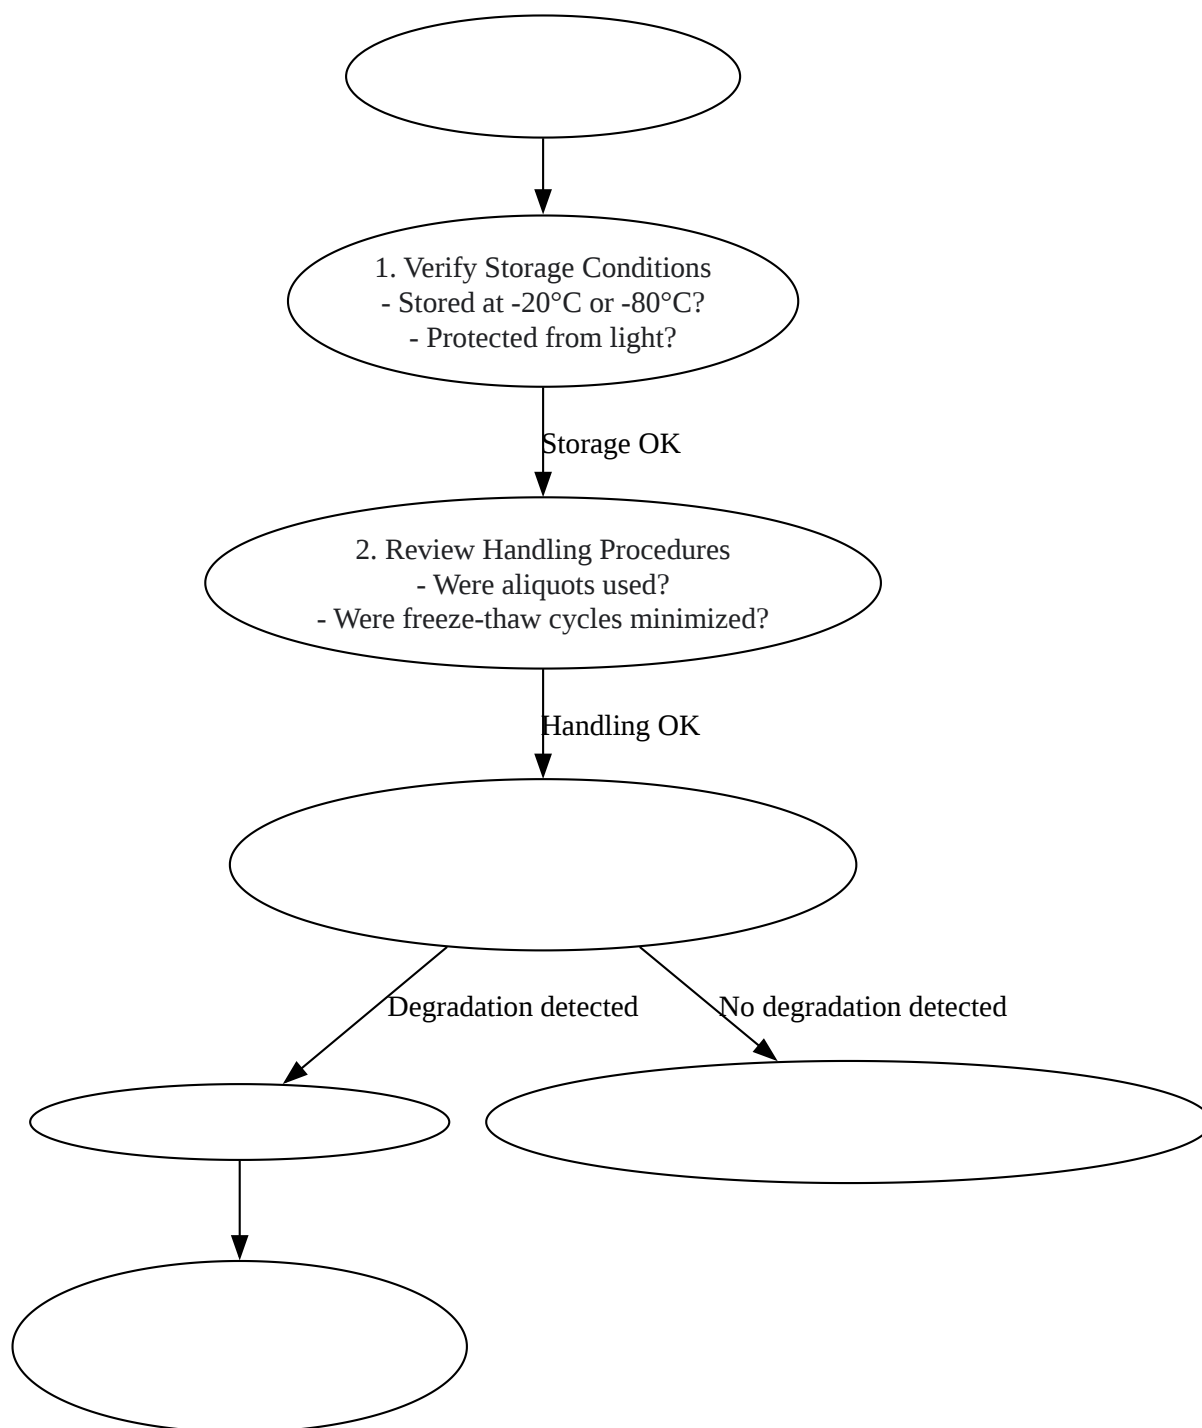 1. Verify Storage Conditions
- Stored at -20°C or -80°C?
- Protected from light?
Storage OK
2. Review Handling Procedures
- Were aliquots used?
- Were freeze-thaw cycles minimized?
Handling OK
Degradation detected
No degradation detected